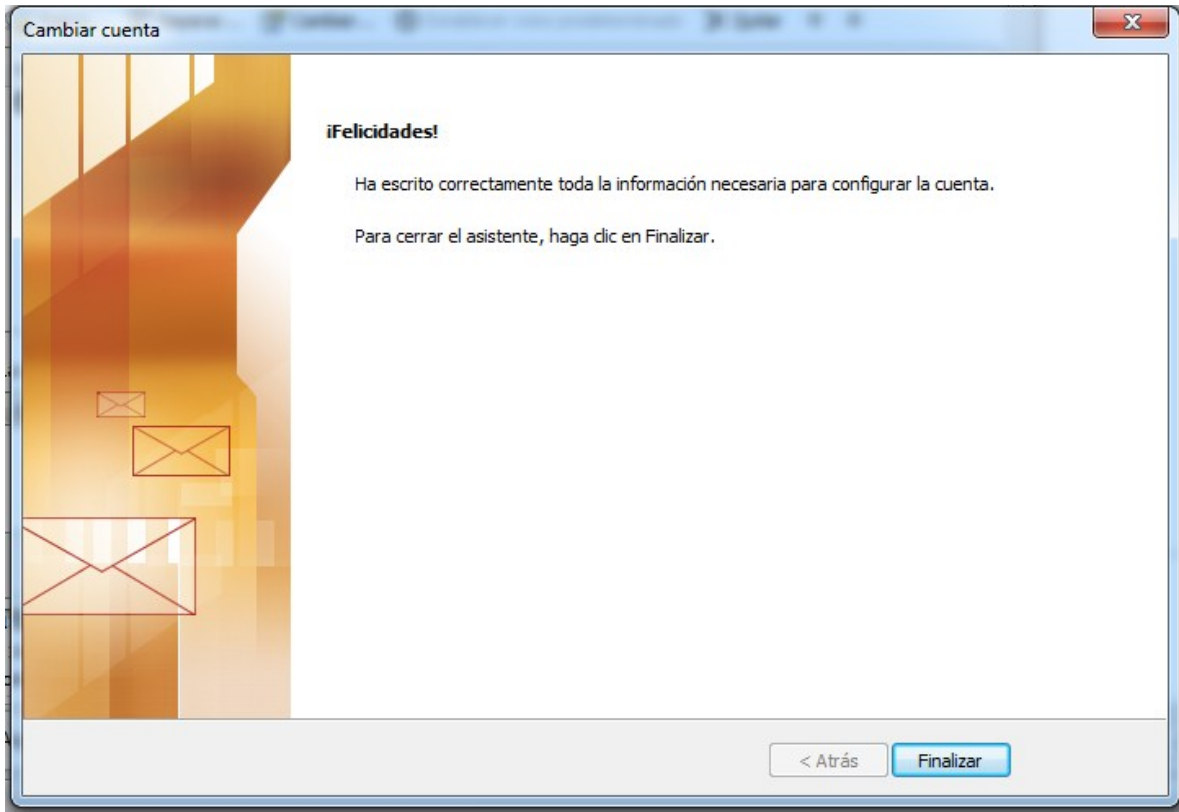 Cambiar cuenta
¡Felicidades!
Ha escrito correctamente toda la información necesaria para configurar la cuenta.
Para cerrar el asistente, haga clic en Finalizar.
< Atrás
Finalizar